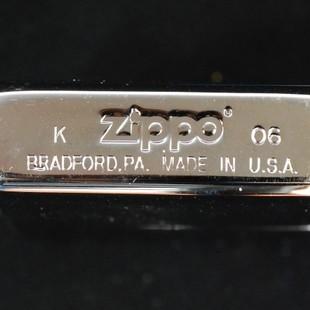 K Zippo® 06
BRADFORD,PA. MADE IN U.S.A.